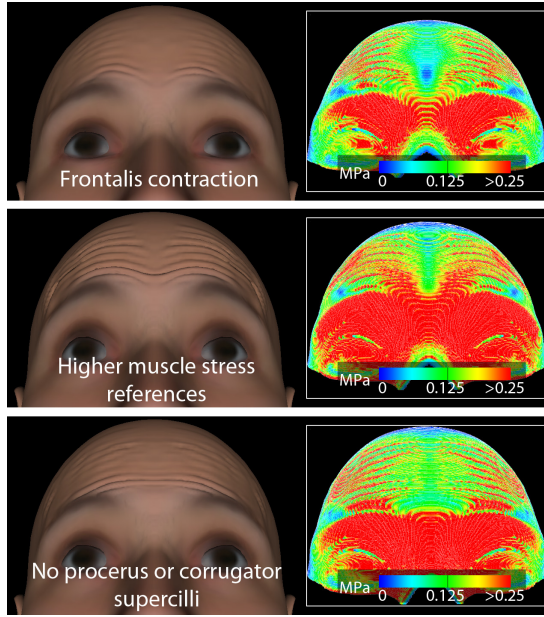 Frontalis contraction
MPa
0 0.125 >0.25
Higher muscle stress
references
MPa
0 0.125 >0.25
No procerus or corrugator
supercilli
MPa
0 0.125 >0.25